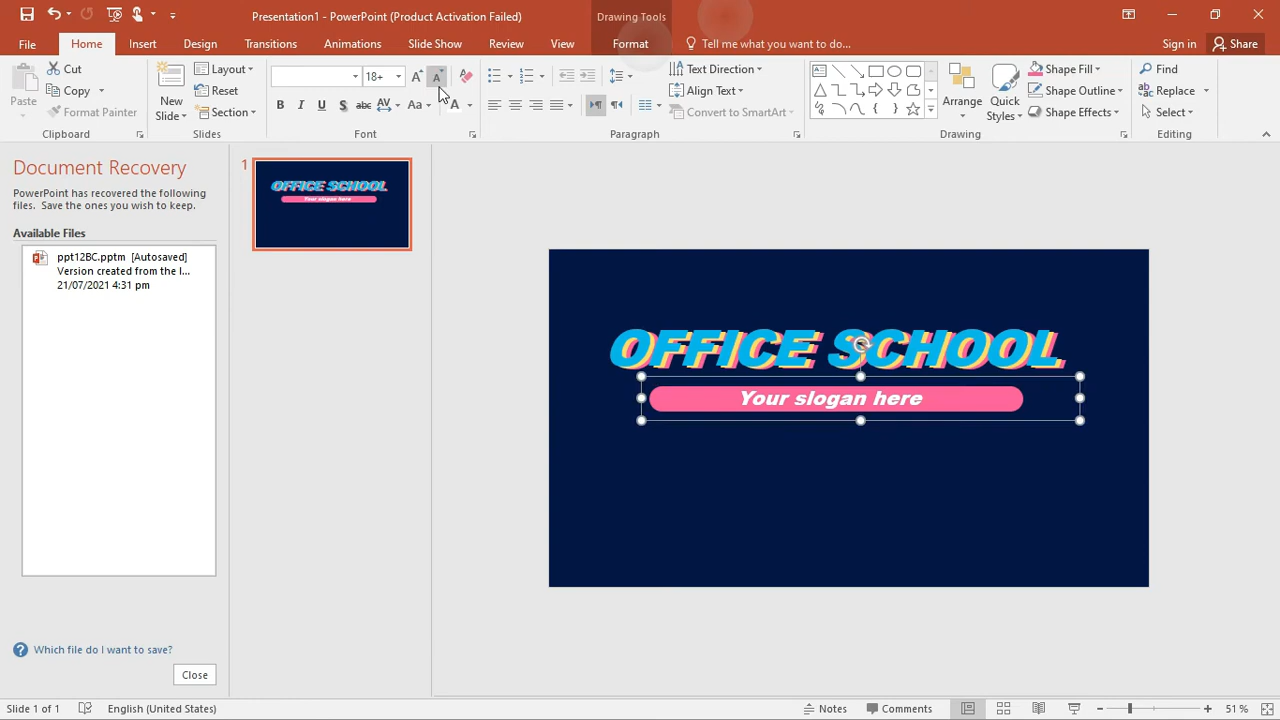 Presentation1 - PowerPoint (Product Activation Failed)
Drawing Tools
File
Home
Insert
Design
Transitions
Animations
Slide Show
Review
View
Format
Tell me what you want to do...
Sign in
Share
Paste
Cut
Copy
Format Painter
Clipboard
New
Slide
Layout
Reset
Section
Slides
18+
Font
Text Direction
Align Text
Convert to SmartArt
Paragraph
Arrange
Quick
Styles
Shape Fill
Shape Outline
Shape Effects
Drawing
Find
Replace
Select
Editing
Document Recovery
PowerPoint has recovered the following
files. Save the ones you wish to keep.
Available Files
ppt12BC.pptm [Autosaved]
Version created from the l...
21/07/2021 4:31 pm
Which file do I want to save?
Close
1
OFFICE SCHOOL
Your slogan here
OFFICE SCHOOL
Your slogan here
Slide 1 of 1
English (United States)
Notes
Comments
51 %